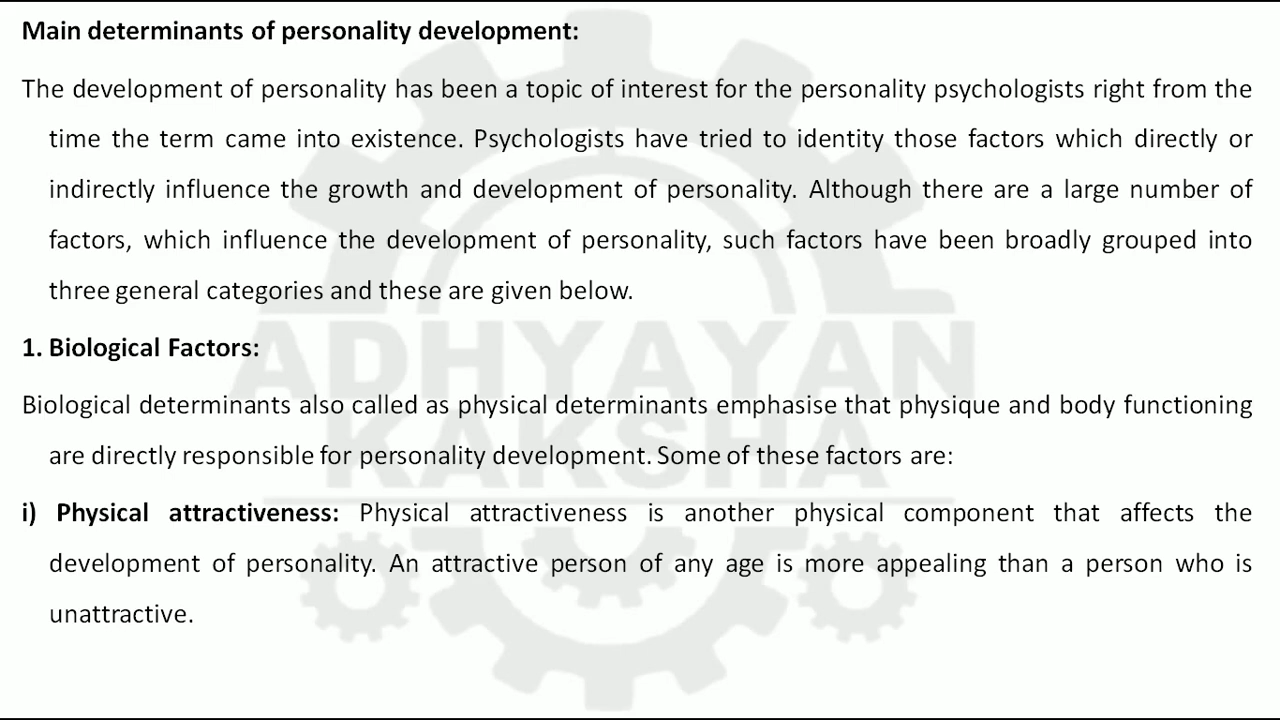 Main determinants of personality development:
The development of personality has been a topic of interest for the personality psychologists right from the
time the term came into existence. Psychologists have tried to identity those factors which directly or
indirectly influence the growth and development of personality. Although there are a large number of
factors, which influence the development of personality, such factors have been broadly grouped into
three general categories and these are given below.
1. Biological Factors:
Biological determinants also called as physical determinants emphasise that physique and body functioning
are directly responsible for personality development. Some of these factors are:
i) Physical attractiveness: Physical attractiveness is another physical component that affects the
development of personality. An attractive person of any age is more appealing than a person who is
unattractive.
ADHYAYAN
KAKSHA